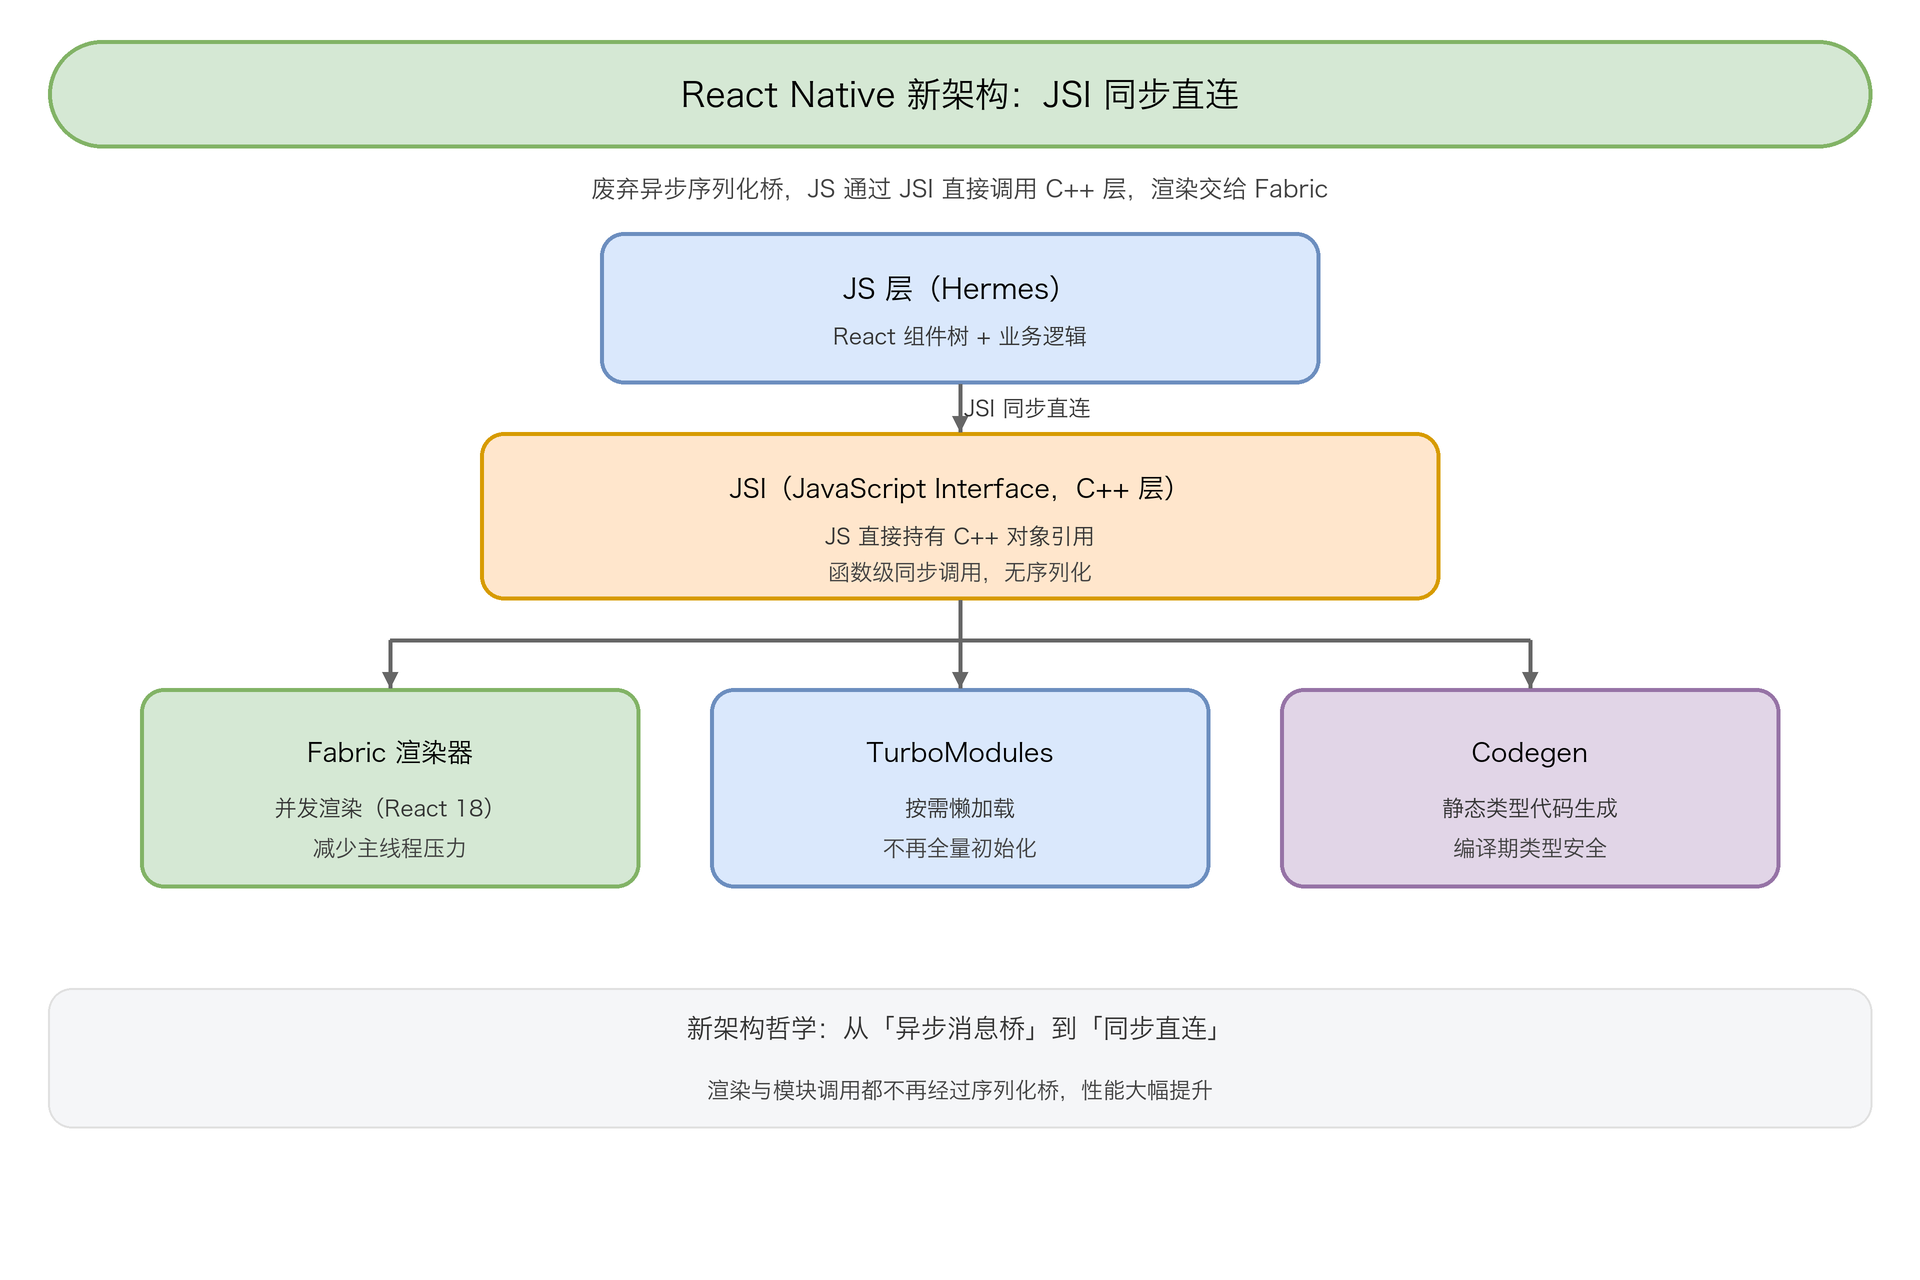 React Native 新架构：JSI 同步直连
废弃异步序列化桥，JS 通过 JSI 直接调用 C++ 层，渲染交给 Fabric
JS 层（Hermes）
React 组件树 + 业务逻辑
JSI 同步直连
JSI（JavaScript Interface，C++ 层）
JS 直接持有 C++ 对象引用
函数级同步调用，无序列化
Fabric 渲染器
并发渲染（React 18）
减少主线程压力
TurboModules
按需懒加载
不再全量初始化
Codegen
静态类型代码生成
编译期类型安全
新架构哲学：从「异步消息桥」到「同步直连」
渲染与模块调用都不再经过序列化桥，性能大幅提升